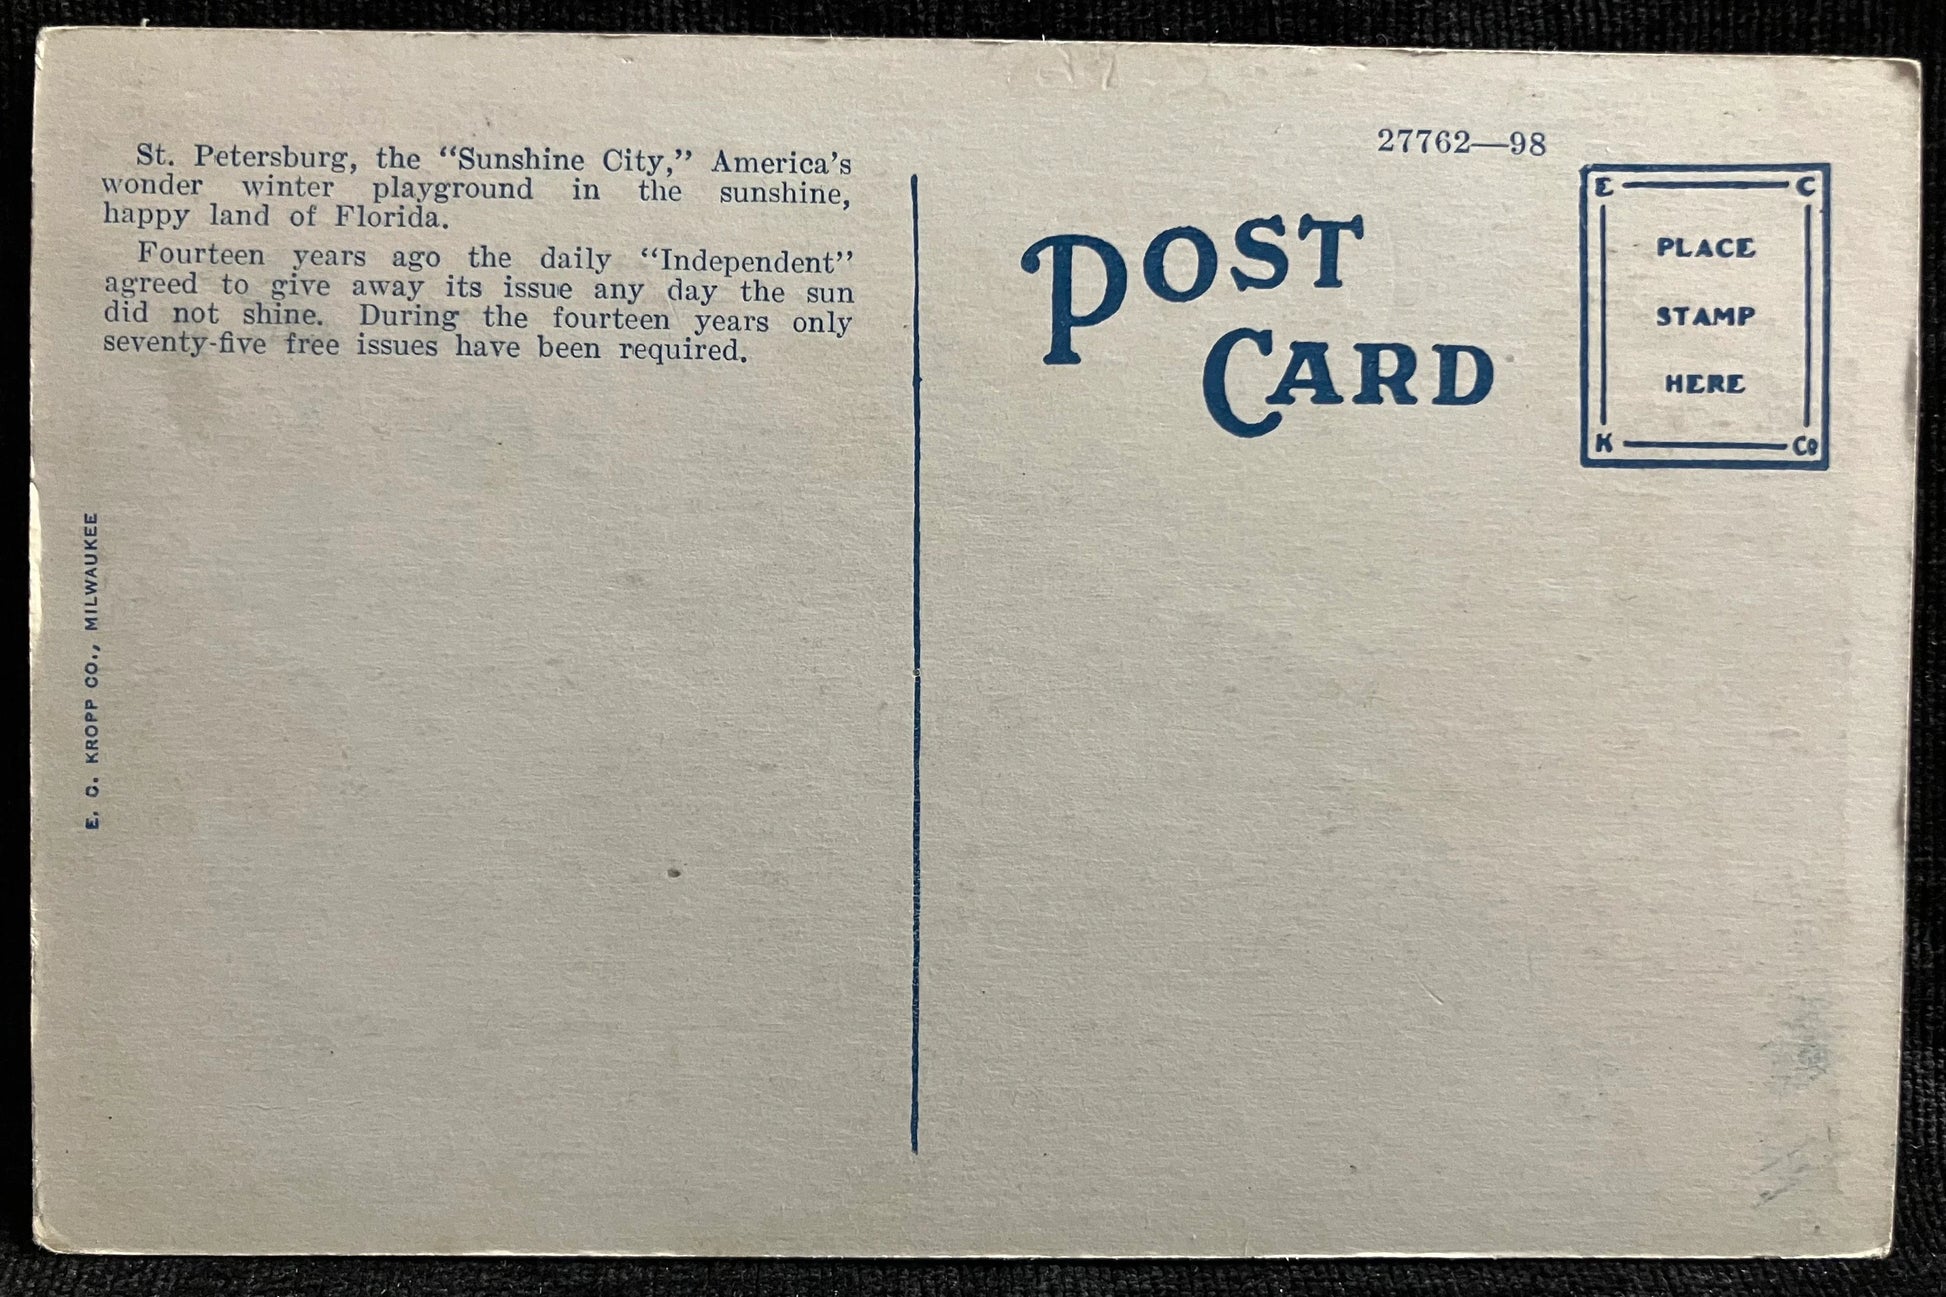 St. Petersburg, the “Sunshine City,” America’s
wonder winter playground in the sunshine,
happy land of Florida.
Fourteen years ago the daily “Independent”
agreed to give away its issue any day the sun
did not shine. During the fourteen years only
seventy-five free issues have been required.
E. C. KROPP CO., MILWAUKEE
27762—98
POST
CARD
E C
PLACE
STAMP
HERE
K Co